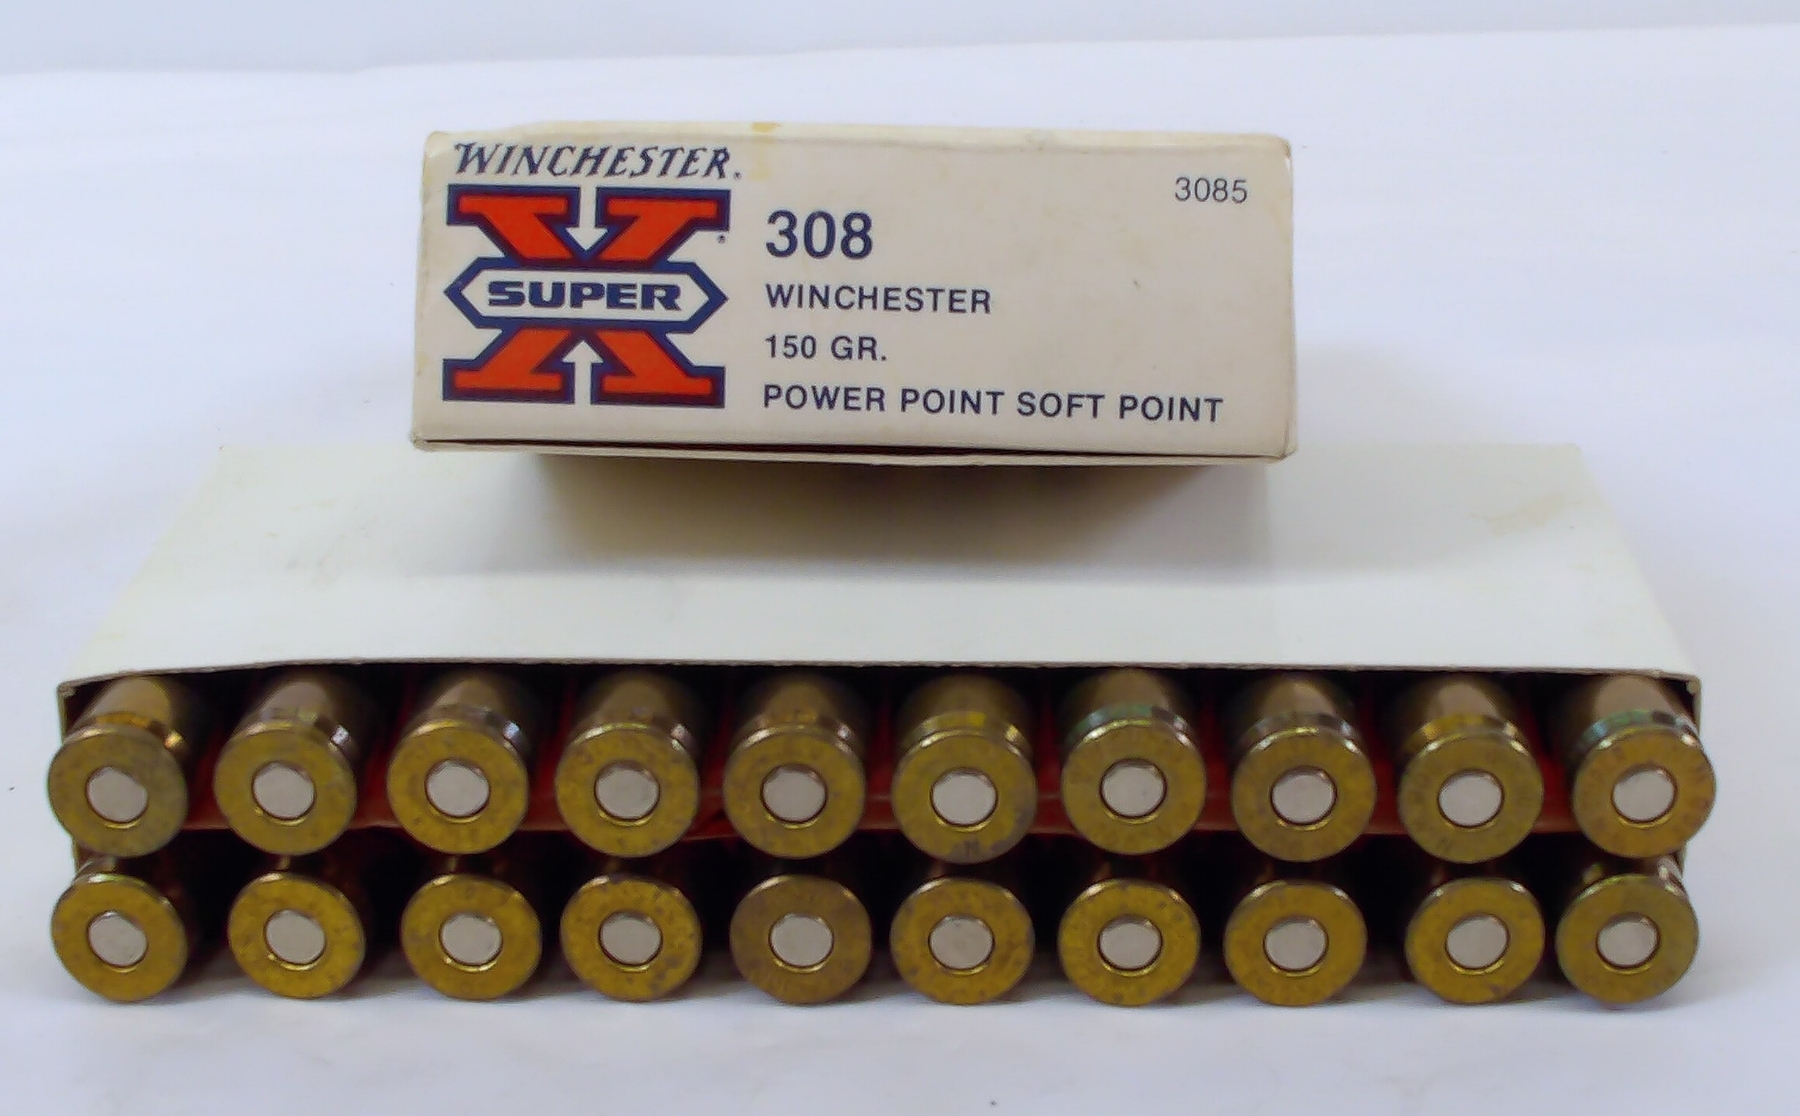 WINCHESTER®
SUPER
308
WINCHESTER
150 GR.
POWER POINT SOFT POINT
3085